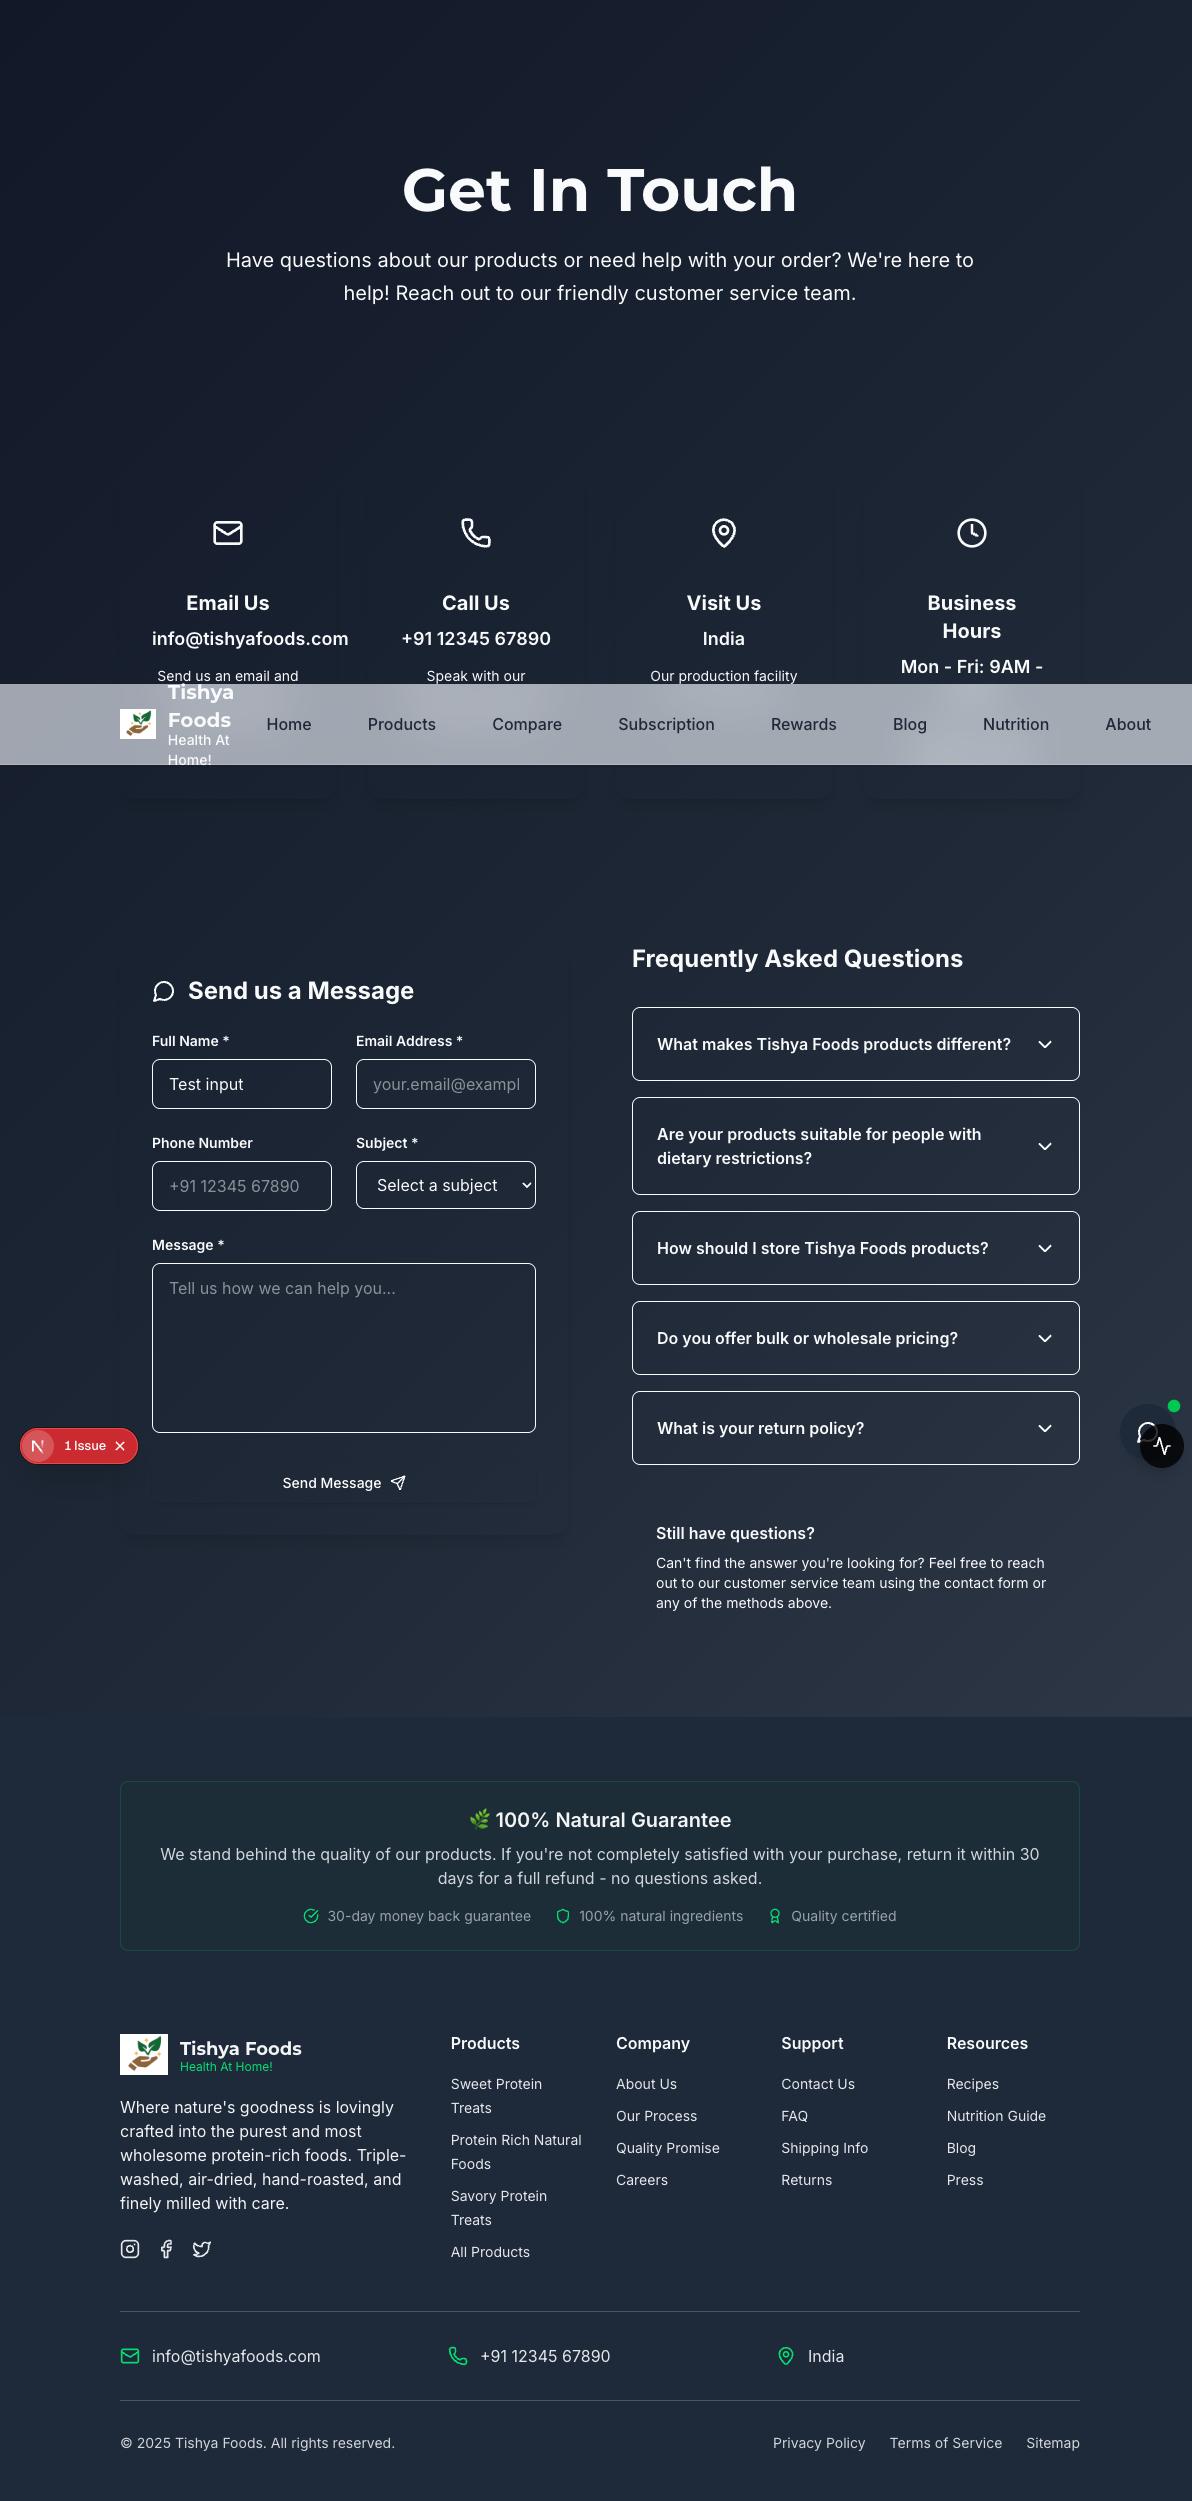 Get In Touch
Have questions about our products or need help with your order? We're here to
help! Reach out to our friendly customer service team.
Email Us
info@tishyafoods.com
Send us an email and
Call Us
+91 12345 67890
Speak with our
Visit Us
India
Our production facility
Business
Hours
Mon - Fri: 9AM -
Tishya
Foods
Health At
Home!
Home
Products
Compare
Subscription
Rewards
Blog
Nutrition
About
Send us a Message
Full Name *
Test input
Email Address *
your.email@exampl
Phone Number
+91 12345 67890
Subject *
Select a subject
Message *
Tell us how we can help you...
Send Message
1 Issue
Frequently Asked Questions
What makes Tishya Foods products different?
Are your products suitable for people with
dietary restrictions?
How should I store Tishya Foods products?
Do you offer bulk or wholesale pricing?
What is your return policy?
Still have questions?
Can't find the answer you're looking for? Feel free to reach
out to our customer service team using the contact form or
any of the methods above.
🌿 100% Natural Guarantee
We stand behind the quality of our products. If you're not completely satisfied with your purchase, return it within 30
days for a full refund - no questions asked.
30-day money back guarantee
100% natural ingredients
Quality certified
Tishya Foods
Health At Home!
Where nature's goodness is lovingly
crafted into the purest and most
wholesome protein-rich foods. Triple-
washed, air-dried, hand-roasted, and
finely milled with care.
Products
Sweet Protein
Treats
Protein Rich Natural
Foods
Savory Protein
Treats
All Products
Company
About Us
Our Process
Quality Promise
Careers
Support
Contact Us
FAQ
Shipping Info
Returns
Resources
Recipes
Nutrition Guide
Blog
Press
info@tishyafoods.com
+91 12345 67890
India
© 2025 Tishya Foods. All rights reserved.
Privacy Policy
Terms of Service
Sitemap